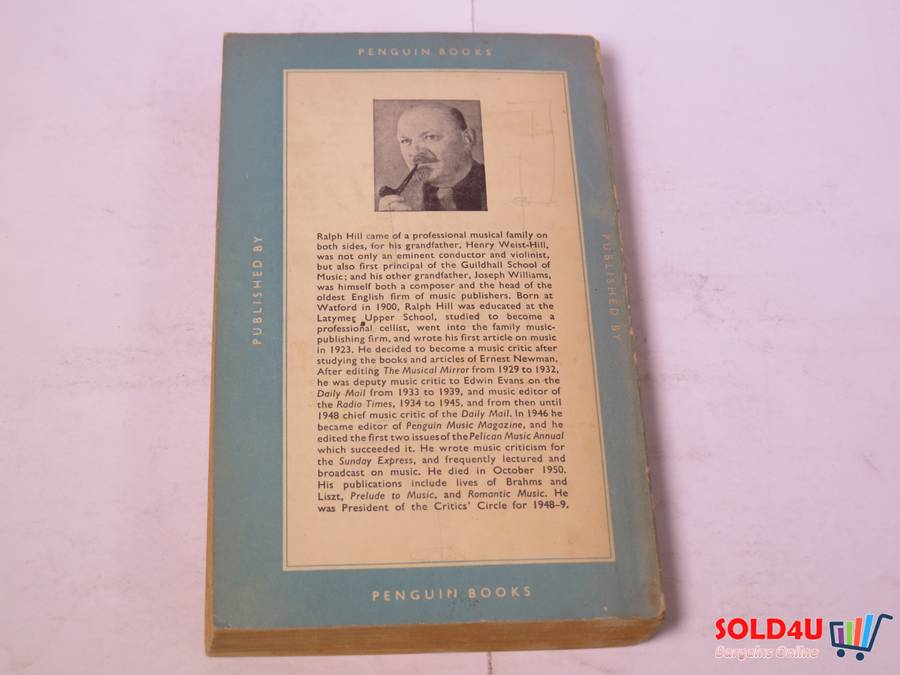 PENGUIN BOOKS
PUBLISHED BY
PUBLISHED BY
Ralph Hill came of a professional musical family on
both sides, for his grandfather, Henry Weist-Hill,
was not only an eminent conductor and violinist,
but also first principal of the Guildhall School of
Music; and his other grandfather, Joseph Williams,
was himself both a composer and the head of the
oldest English firm of music publishers. Born at
Watford in 1900, Ralph Hill was educated at the
Latymer Upper School, studied to become a
professional cellist, went into the family music-
publishing firm, and wrote his first article on music
in 1923. He decided to become a music critic after
studying the books and articles of Ernest Newman.
After editing The Musical Mirror from 1929 to 1932,
he was deputy music critic to Edwin Evans on the
Daily Mail from 1933 to 1939, and music editor of
the Radio Times, 1934 to 1945, and from then until
1948 chief music critic of the Daily Mail. In 1946 he
became editor of Penguin Music Magazine, and he
edited the first two issues of the Pelican Music Annual
which succeeded it. He wrote music criticism for
the Sunday Express, and frequently lectured and
broadcast on music. He died in October 1950.
His publications include lives of Brahms and
Liszt, Prelude to Music, and Romantic Music. He
was President of the Critics' Circle for 1948–9.
PENGUIN BOOKS
SOLD4U
Bargains Online